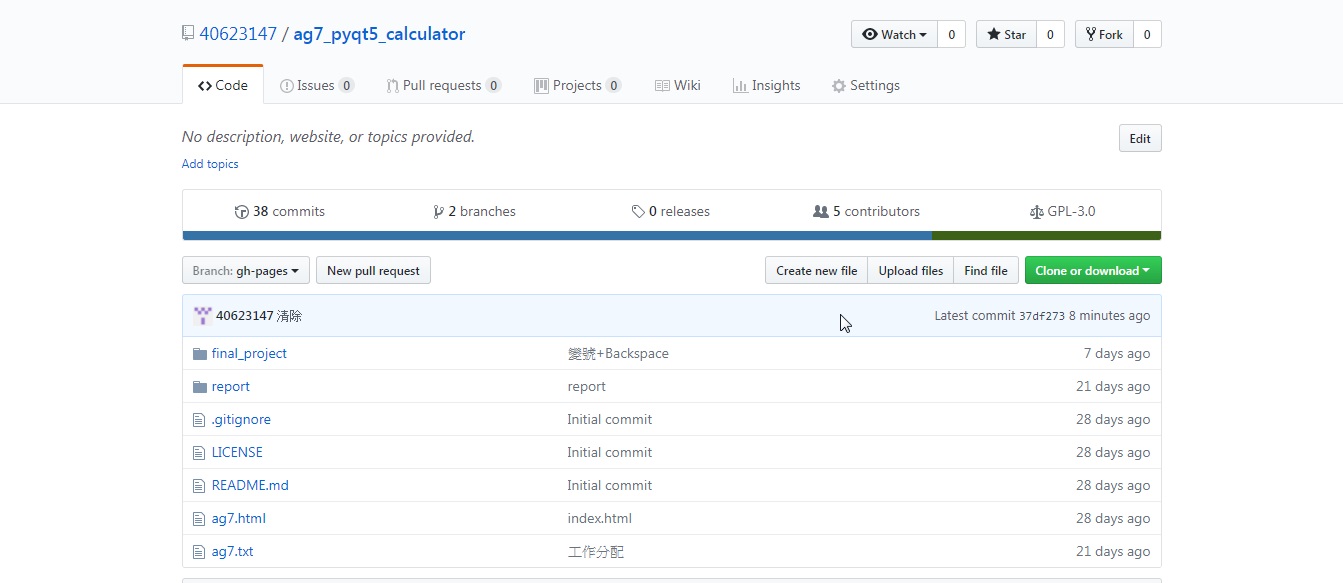 40623147 / ag7_pyqt5_calculator
Watch 0 Star 0 Fork 0
Code Issues 0 Pull requests 0 Projects 0 Wiki Insights Settings
No description, website, or topics provided.
Edit
Add topics
38 commits 2 branches 0 releases 5 contributors GPL-3.0
Branch: gh-pages New pull request Create new file Upload files Find file Clone or download
40623147 清除 Latest commit 37df273 8 minutes ago
final_project 變號+Backspace 7 days ago
report report 21 days ago
.gitignore Initial commit 28 days ago
LICENSE Initial commit 28 days ago
README.md Initial commit 28 days ago
ag7.html index.html 28 days ago
ag7.txt 工作分配 21 days ago